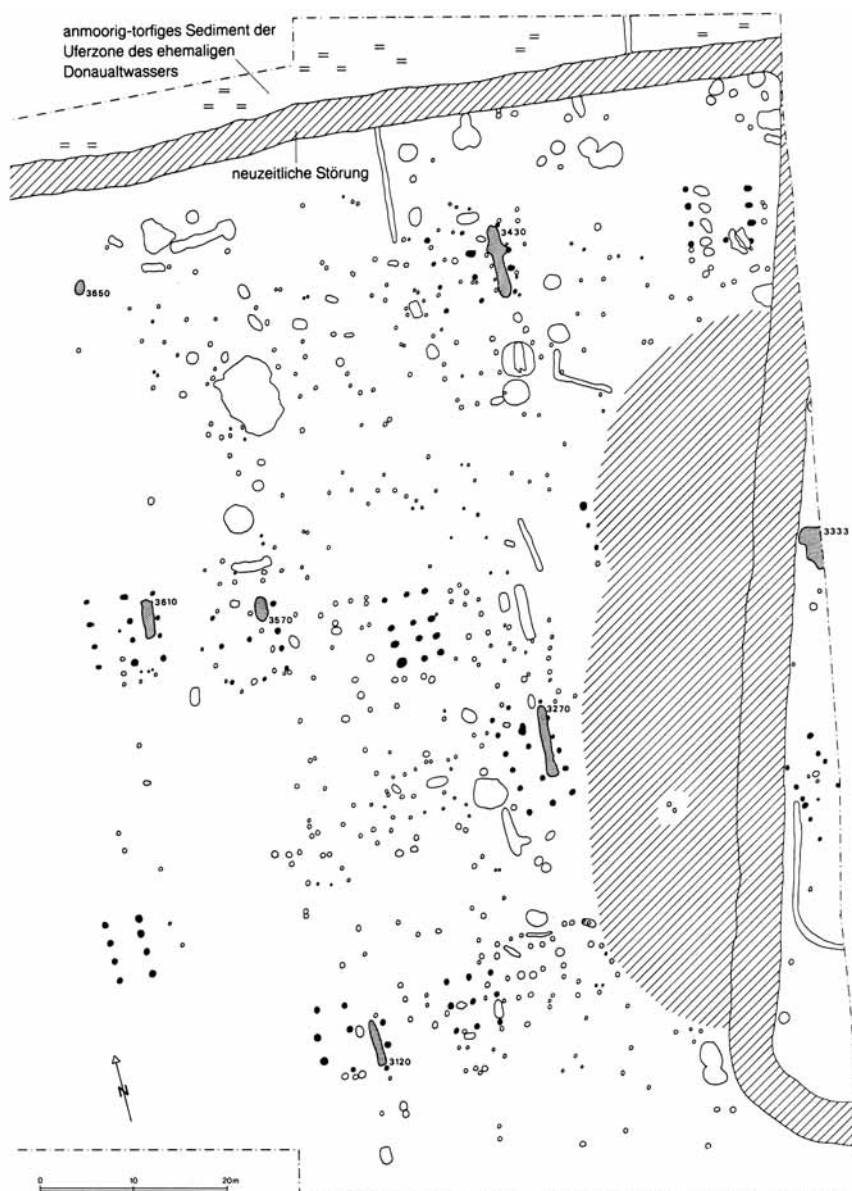 anmoorig-torfiges Sediment der
Uferzone des ehemaligen
Donaualtwassers
neuzeitliche Störung
3430
3650
3333
3610
3570
3270
3120
N
0 10 20m